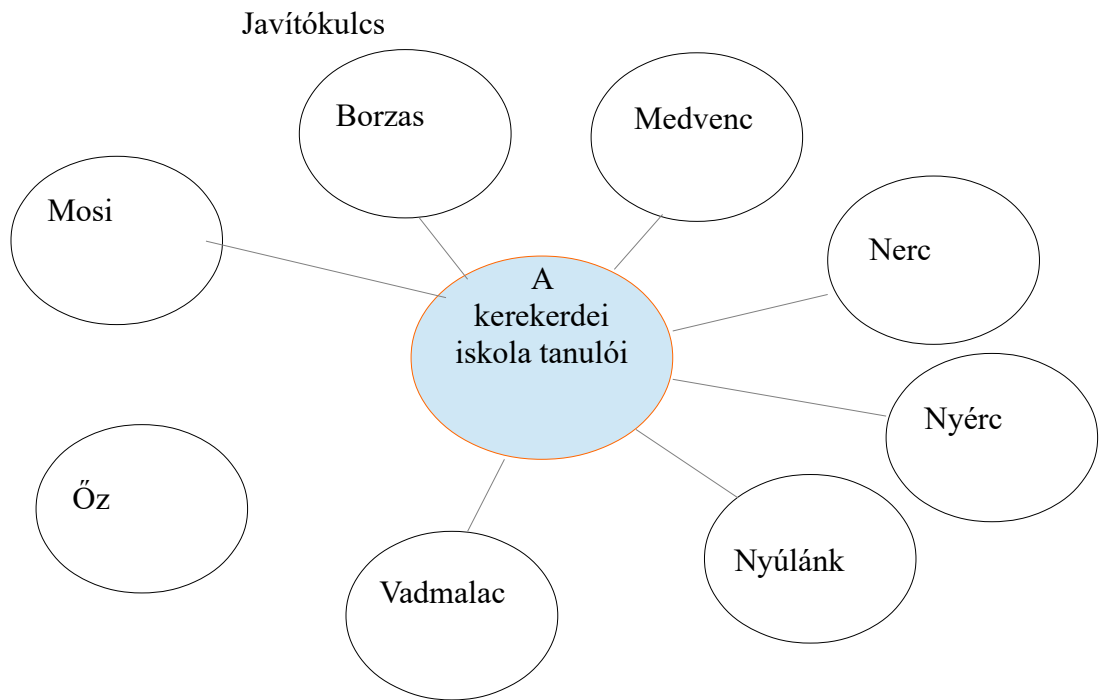 Javítókulcs
Borzas
Medvenc
Mosi
Nerc
A
kerekerdei
iskola tanulói
Nyérc
Őz
Nyúlánk
Vadmalac